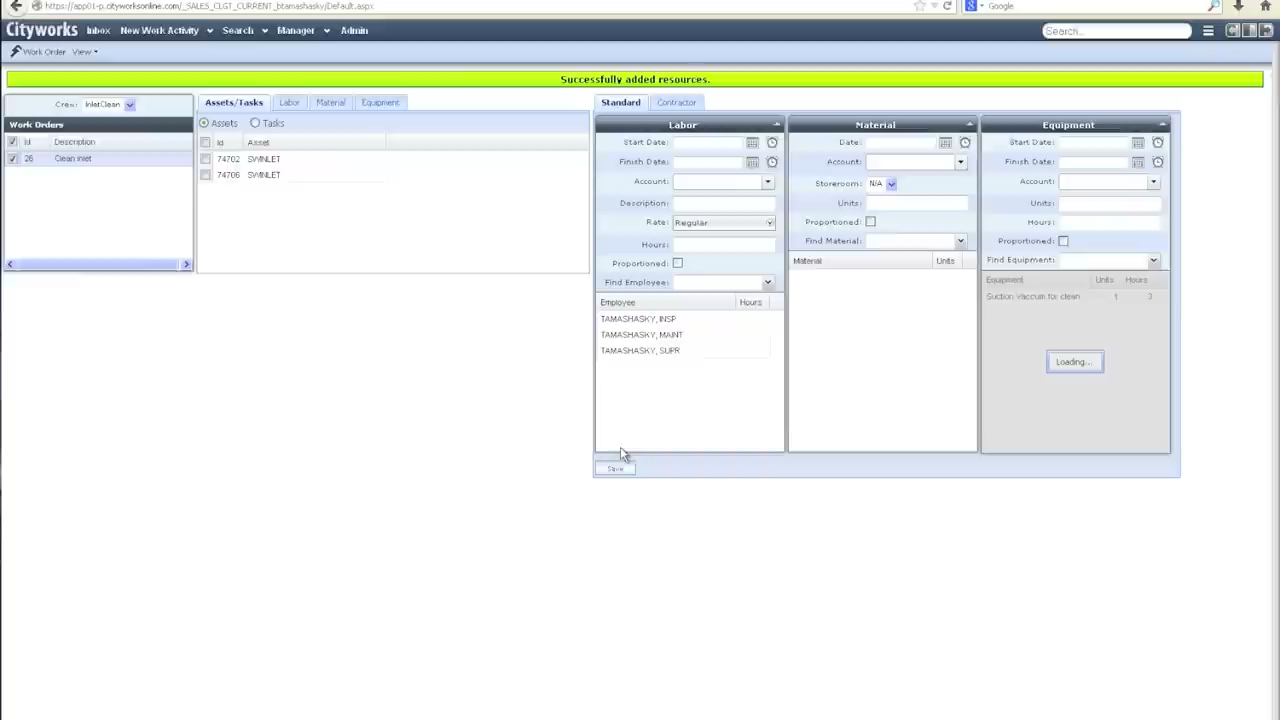 https://app01-p.cityworksonline.com/_SALES_CLGT_CURRENT_btamashasky/Default.aspx
Google
Cityworks Inbox New Work Activity Search Manager Admin Search...
Work Order View
Successfully added resources.
Crew: InletClean
Work Orders
Id Description
26 Clean inlet
Assets/Tasks Labor Material Equipment
Assets Tasks
Id Asset
74702 SWINLET
74706 SWINLET
Standard Contractor
Labor
Start Date:
Finish Date:
Account:
Description:
Rate: Regular
Hours:
Proportioned:
Find Employee:
Employee Hours
TAMASHASKY, INSP
TAMASHASKY, MAINT
TAMASHASKY, SUPR
Save
Material
Date:
Account:
Storeroom: N/A
Units:
Proportioned:
Find Material:
Material Units
Equipment
Start Date:
Finish Date:
Account:
Units:
Hours:
Proportioned:
Find Equipment:
Equipment Units Hours
Suction Vaccum for clean 1 3
Loading...